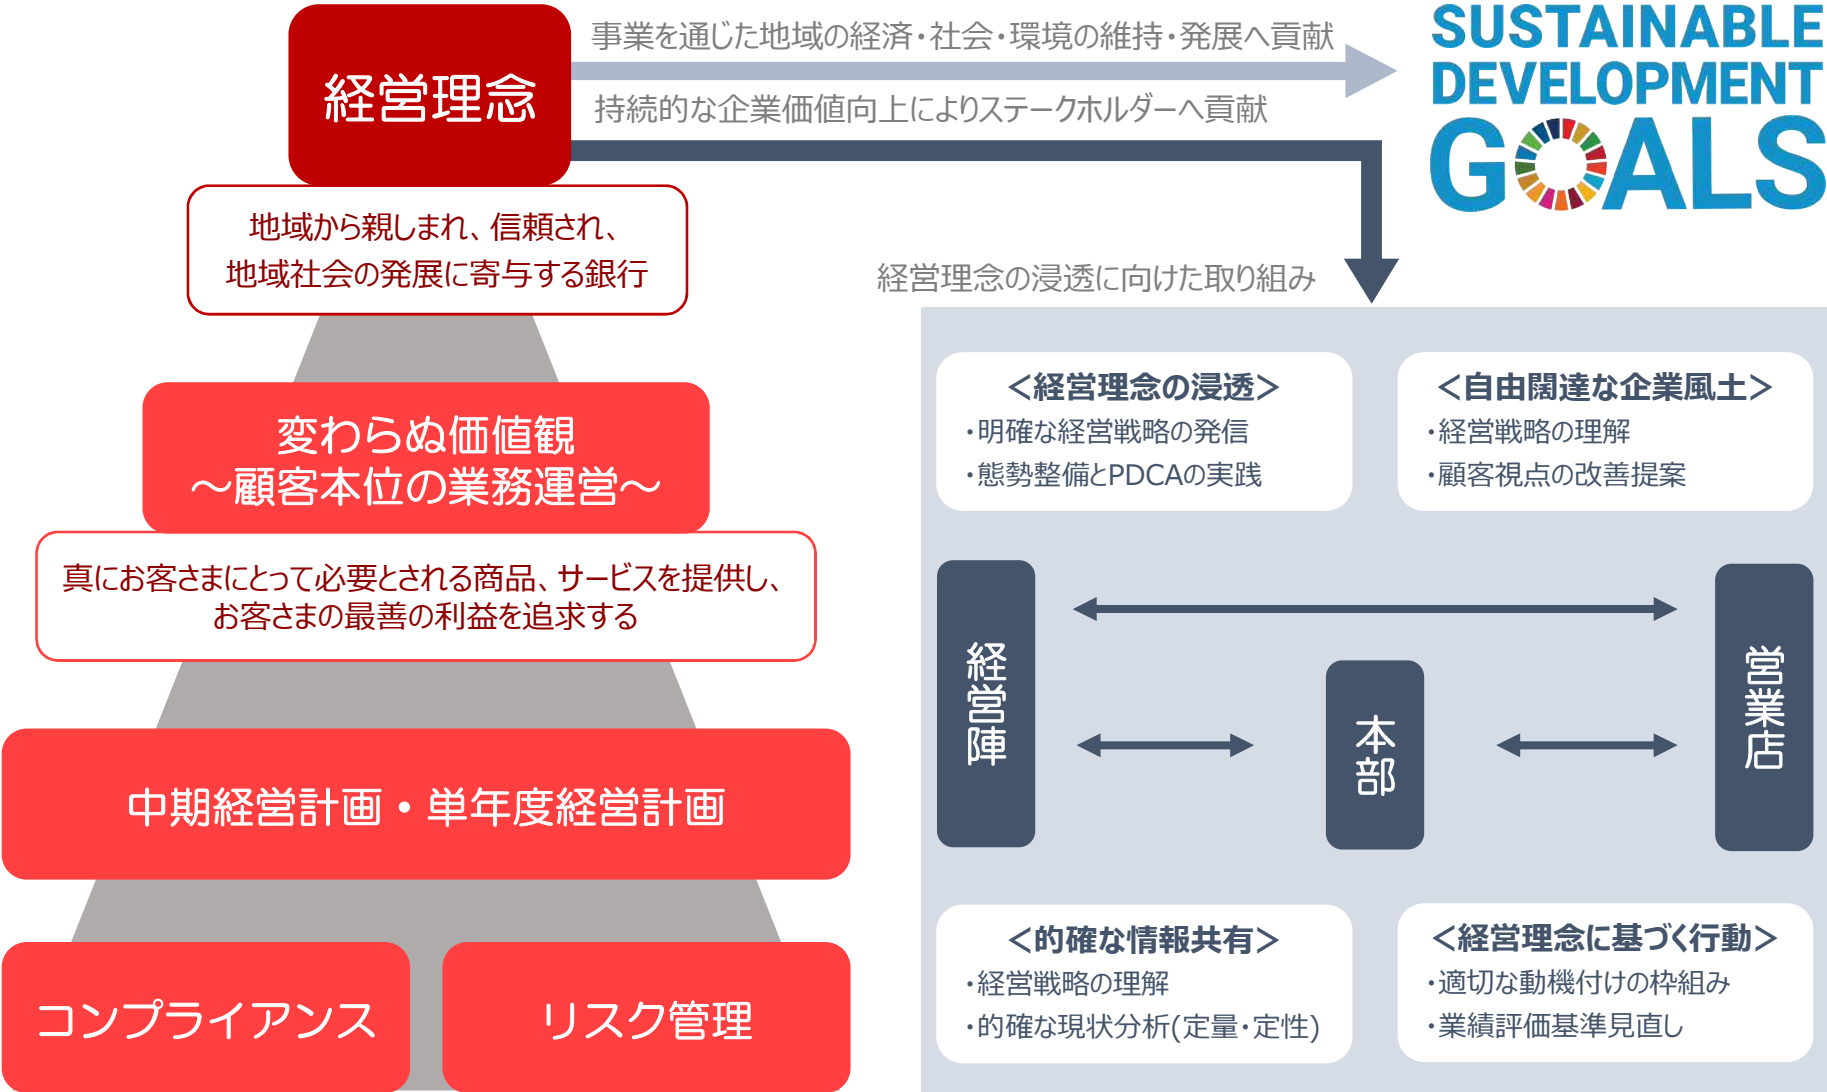 経営理念
事業を通じた地域の経済・社会・環境の維持・発展へ貢献
持続的な企業価値向上によりステークホルダーへ貢献
SUSTAINABLE
DEVELOPMENT
GOALS
地域から親しまれ、信頼され、
地域社会の発展に寄与する銀行
変わらぬ価値観
～顧客本位の業務運営～
真にお客さまにとって必要とされる商品、サービスを提供し、
お客さまの最善の利益を追求する
中期経営計画・単年度経営計画
コンプライアンス
リスク管理
経営理念の浸透に向けた取り組み
＜経営理念の浸透＞
・明確な経営戦略の発信
・態勢整備とPDCAの実践
＜自由闊達な企業風土＞
・経営戦略の理解
・顧客視点の改善提案
経営陣
本部
営業店
＜的確な情報共有＞
・経営戦略の理解
・的確な現状分析(定量・定性)
＜経営理念に基づく行動＞
・適切な動機付けの枠組み
・業績評価基準見直し